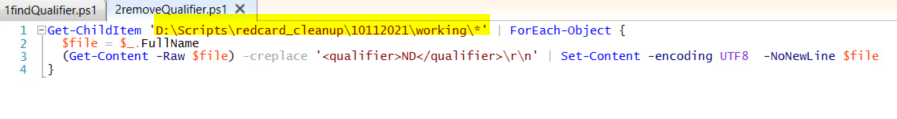 1findQualifier.ps1 2removeQualifier.ps1 X
1 Get-ChildItem 'D:\Scripts\redcard_cleanup\10112021\working\*' | ForEach-Object {
2 $file = $_.FullName
3 (Get-Content -Raw $file) -creplace '<qualifier>ND</qualifier>\r\n' | Set-Content -encoding UTF8 -NoNewLine $file
4 }